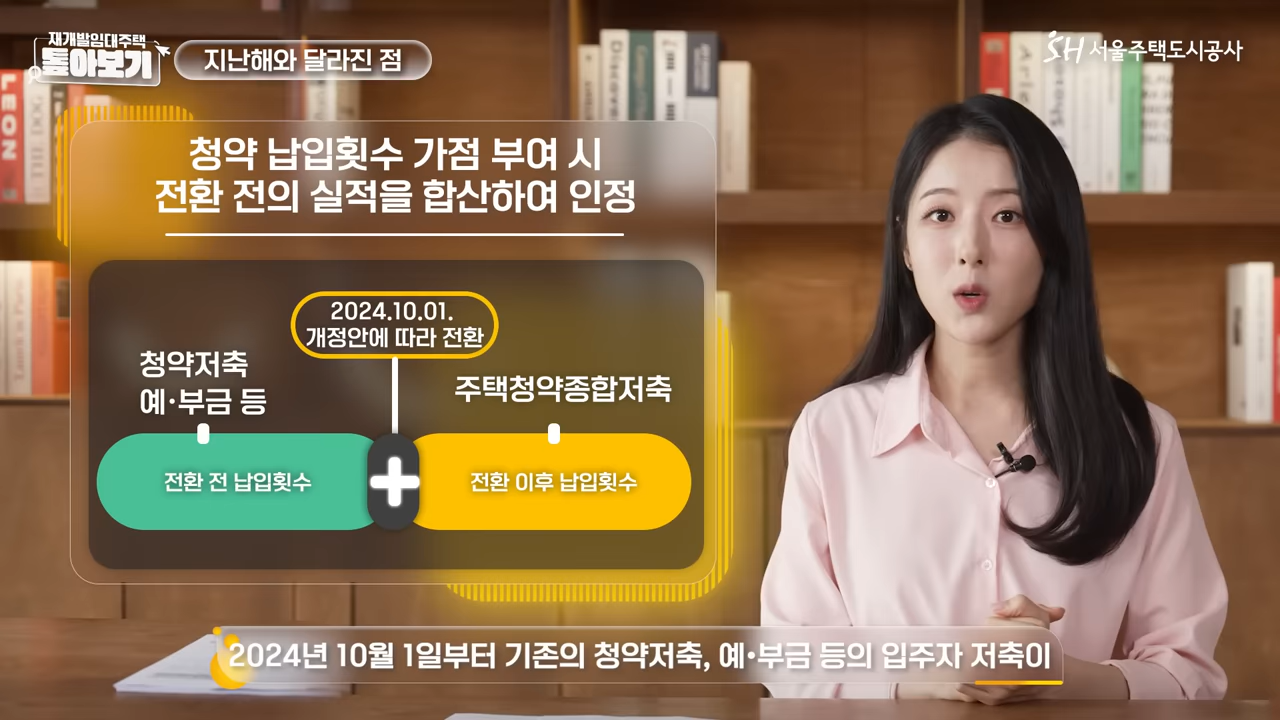 재개발임대주택
톺아보기
지난해와 달라진 점
SH 서울주택도시공사
청약 납입횟수 가점 부여 시
전환 전의 실적을 합산하여 인정
2024.10.01.
개정안에 따라 전환
청약저축
예·부금 등
주택청약종합저축
전환 전 납입횟수
+
전환 이후 납입횟수
2024년 10월 1일부터 기존의 청약저축, 예·부금 등의 입주자 저축이
LEON
THE DOG